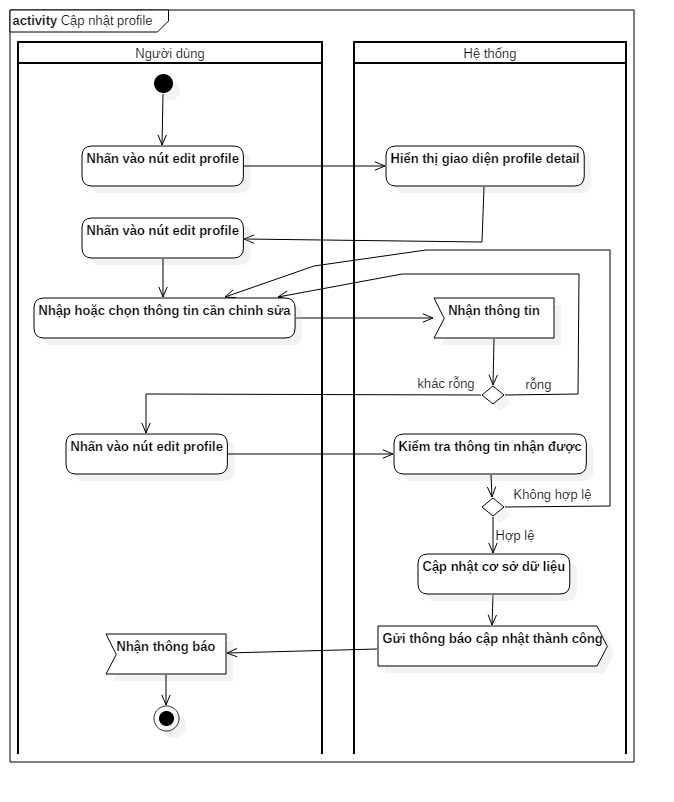 activity Cập nhật profile
Người dùng
Hệ thống
Nhấn vào nút edit profile
Hiển thị giao diện profile detail
Nhấn vào nút edit profile
Nhập hoặc chọn thông tin cần chỉnh sửa
Nhận thông tin
khác rỗng
rỗng
Nhấn vào nút edit profile
Kiểm tra thông tin nhận được
Không hợp lệ
Hợp lệ
Cập nhật cơ sở dữ liệu
Gửi thông báo cập nhật thành công
Nhận thông báo